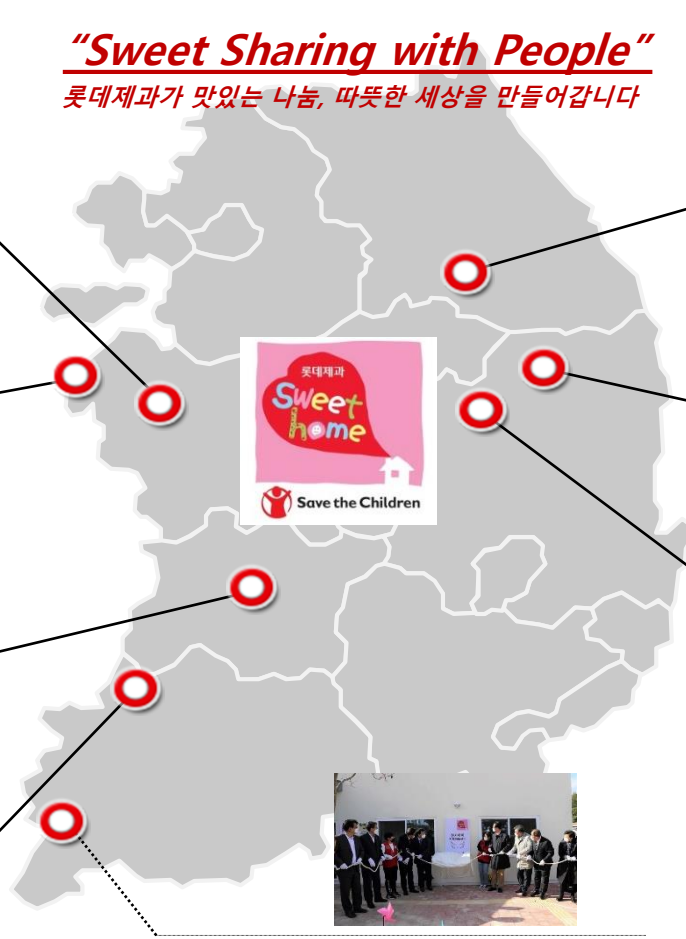 “Sweet Sharing with People”
롯데제과가 맛있는 나눔, 따뜻한 세상을 만들어갑니다
롯데제과
Sweet
home
Save the Children